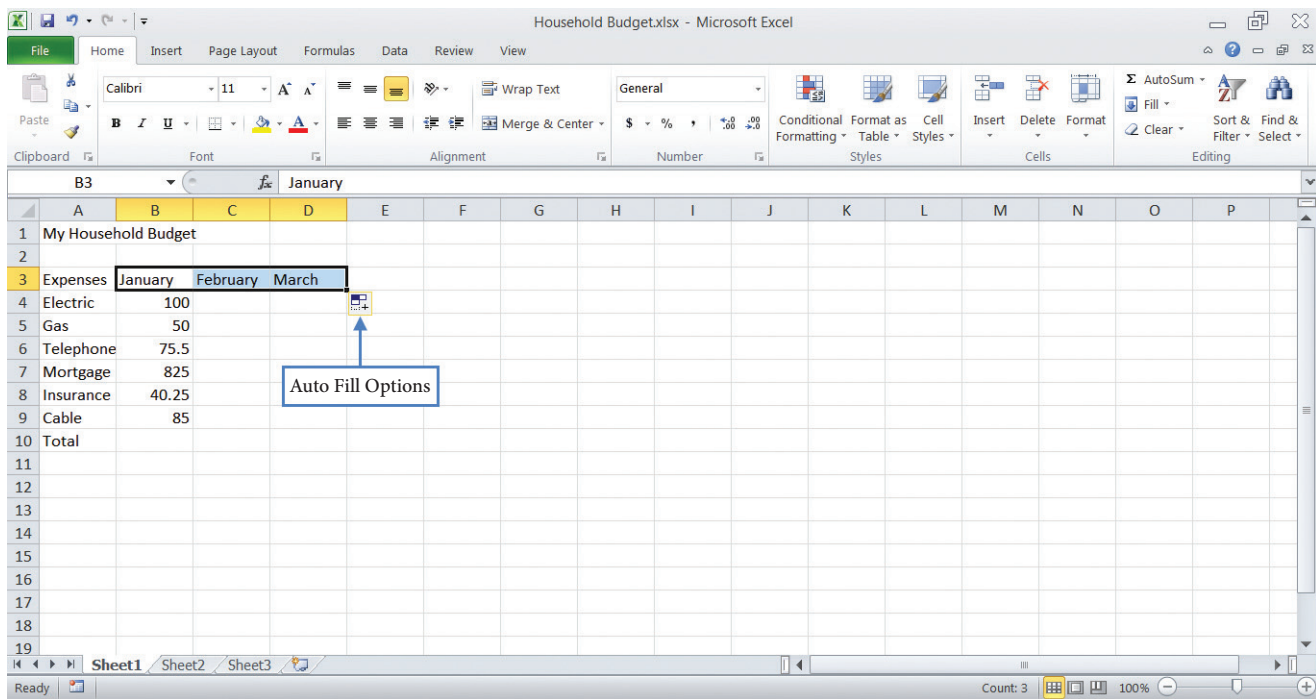 Household Budget.xlsx - Microsoft Excel
File Home Insert Page Layout Formulas Data Review View
Calibri 11 A A Wrap Text General Σ AutoSum
Fill
Paste B I U A Merge & Center $ % , .0 .00 .00 .0 Conditional Formatting Format as Table Cell Styles Insert Delete Format Clear Sort & Filter Find & Select
Clipboard Font Alignment Number Styles Cells Editing
B3 fx January
A B C D E F G H I J K L M N O P
1 My Household Budget
2
3 Expenses January February March
4 Electric 100
5 Gas 50
6 Telephone 75.5
7 Mortgage 825
Auto Fill Options
8 Insurance 40.25
9 Cable 85
10 Total
11
12
13
14
15
16
17
18
19
Sheet1 Sheet2 Sheet3
Ready Count: 3 100%